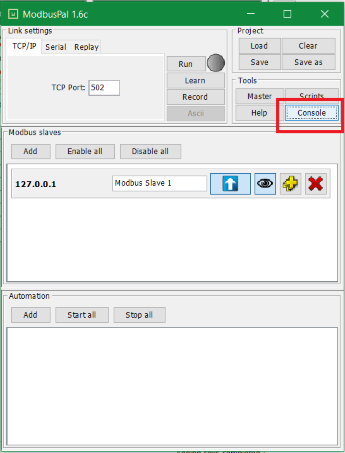 ModbusPal 1.6c
Link settings
TCP/IP Serial Replay
TCP Port: 502
Run
Learn
Record
Ascii
Project
Load Clear
Save Save as
Tools
Master Scripts
Help Console
Modbus slaves
Add Enable all Disable all
127.0.0.1 Modbus Slave 1
Automation
Add Start all Stop all